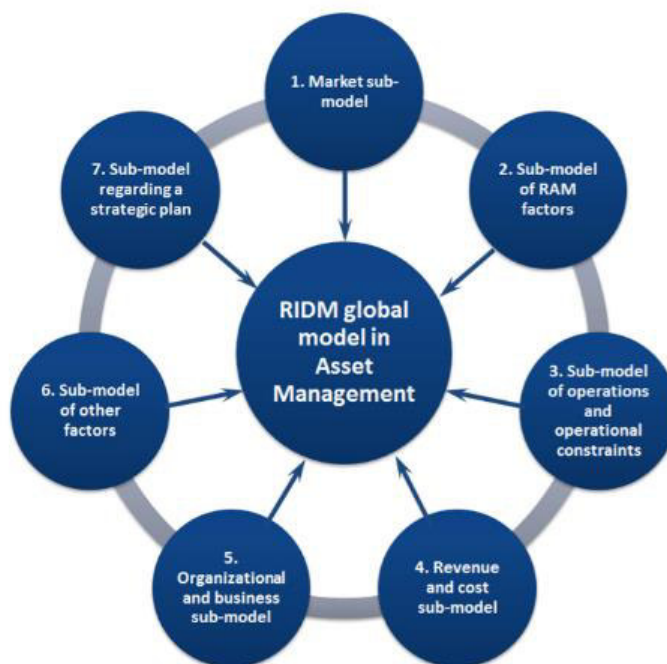 1. Market sub-
model
2. Sub-model
of RAM
factors
3. Sub-model
of operations and
operational
constraints
4. Revenue
and cost
sub-model
5.
Organizational
and business
sub-model
6. Sub-model
of other
factors
7. Sub-model
regarding a
strategic plan
RIDM global
model in
Asset
Management